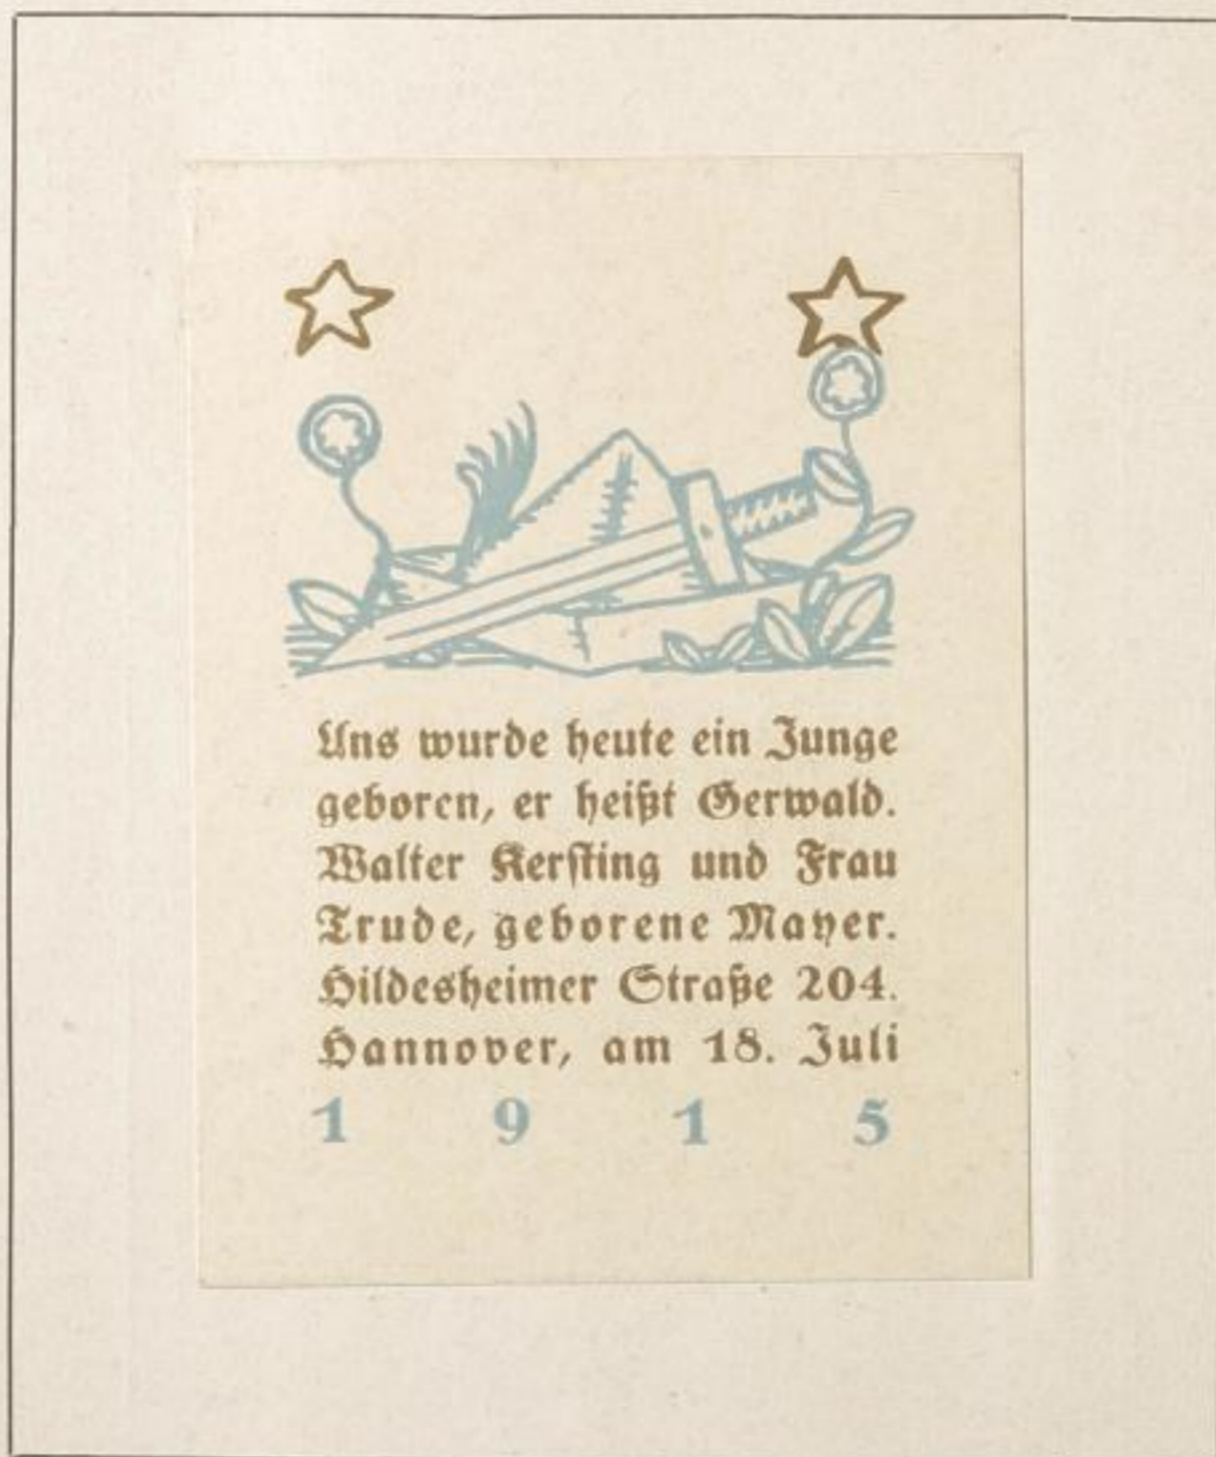 Uns wurde heute ein Junge
geboren, er heißt Gerwald.
Walter Kersting und Frau
Trude, geborene Mayer.
Hildesheimer Straße 204.
Hannover, am 18. Juli
1 9 1 5